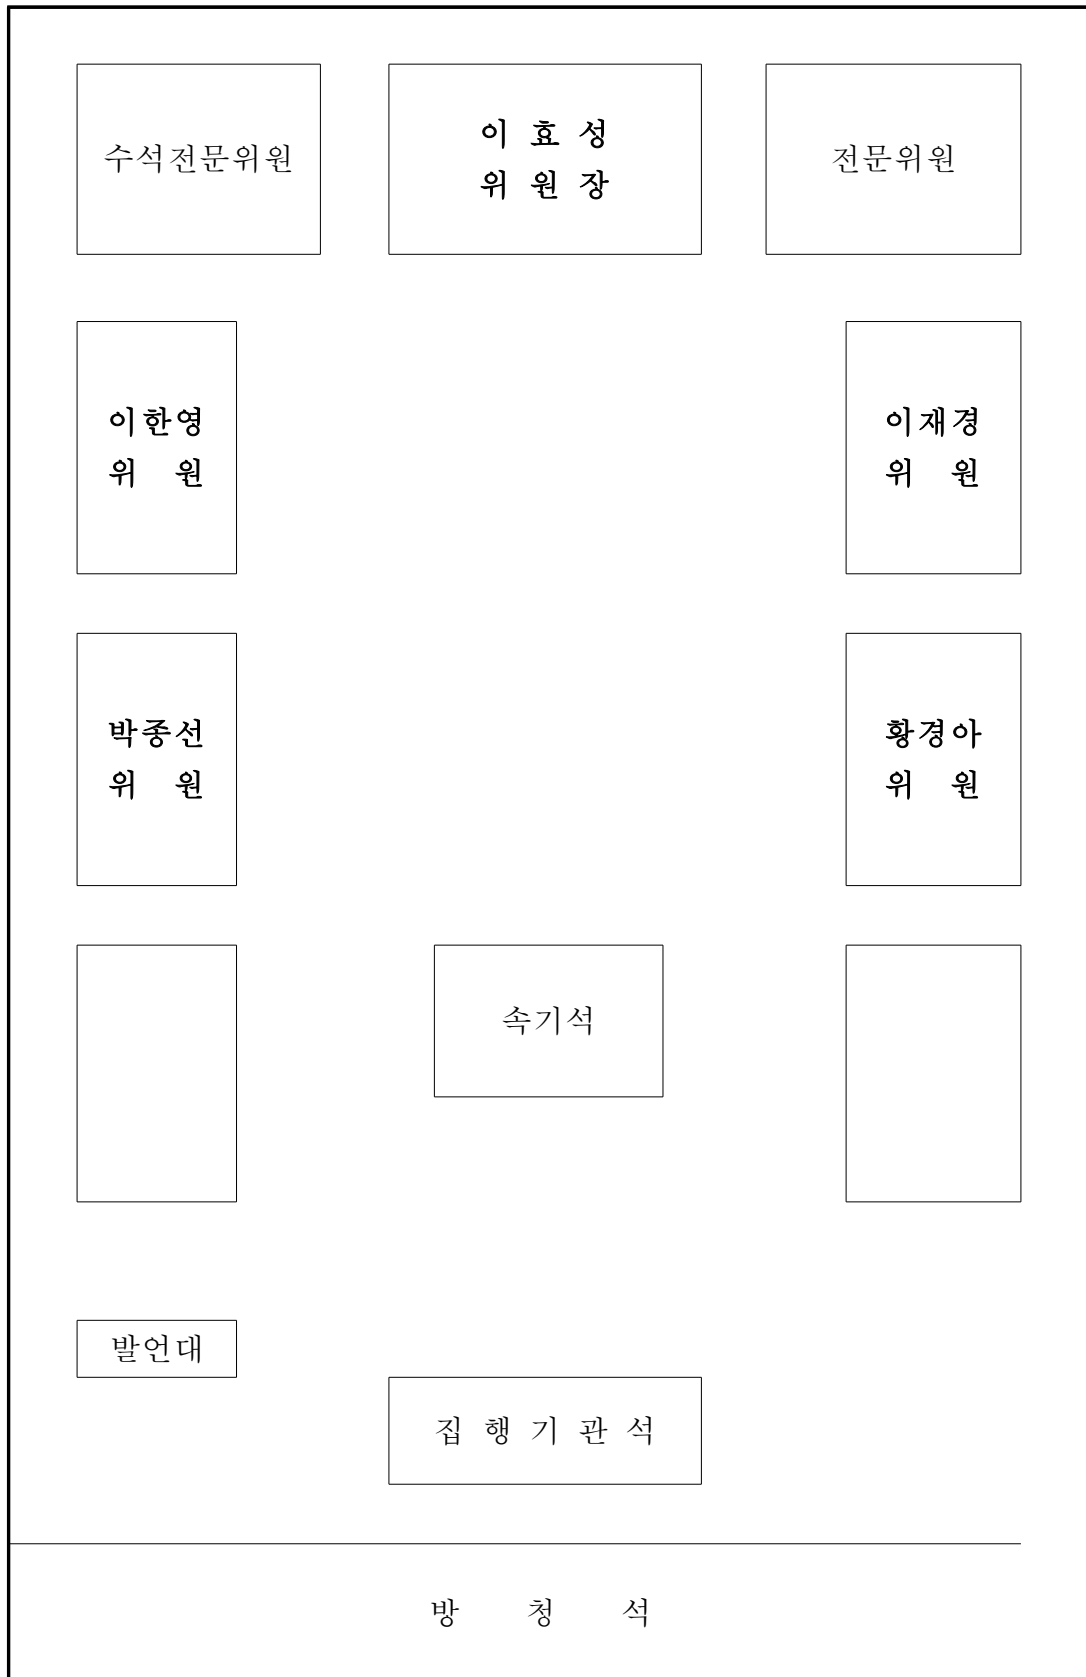 수석전문위원
이 효 성
위 원 장
전문위원
이한영
위 원
이재경
위 원
박종선
위 원
황경아
위 원
속기석
발언대
집 행 기 관 석
방 청 석